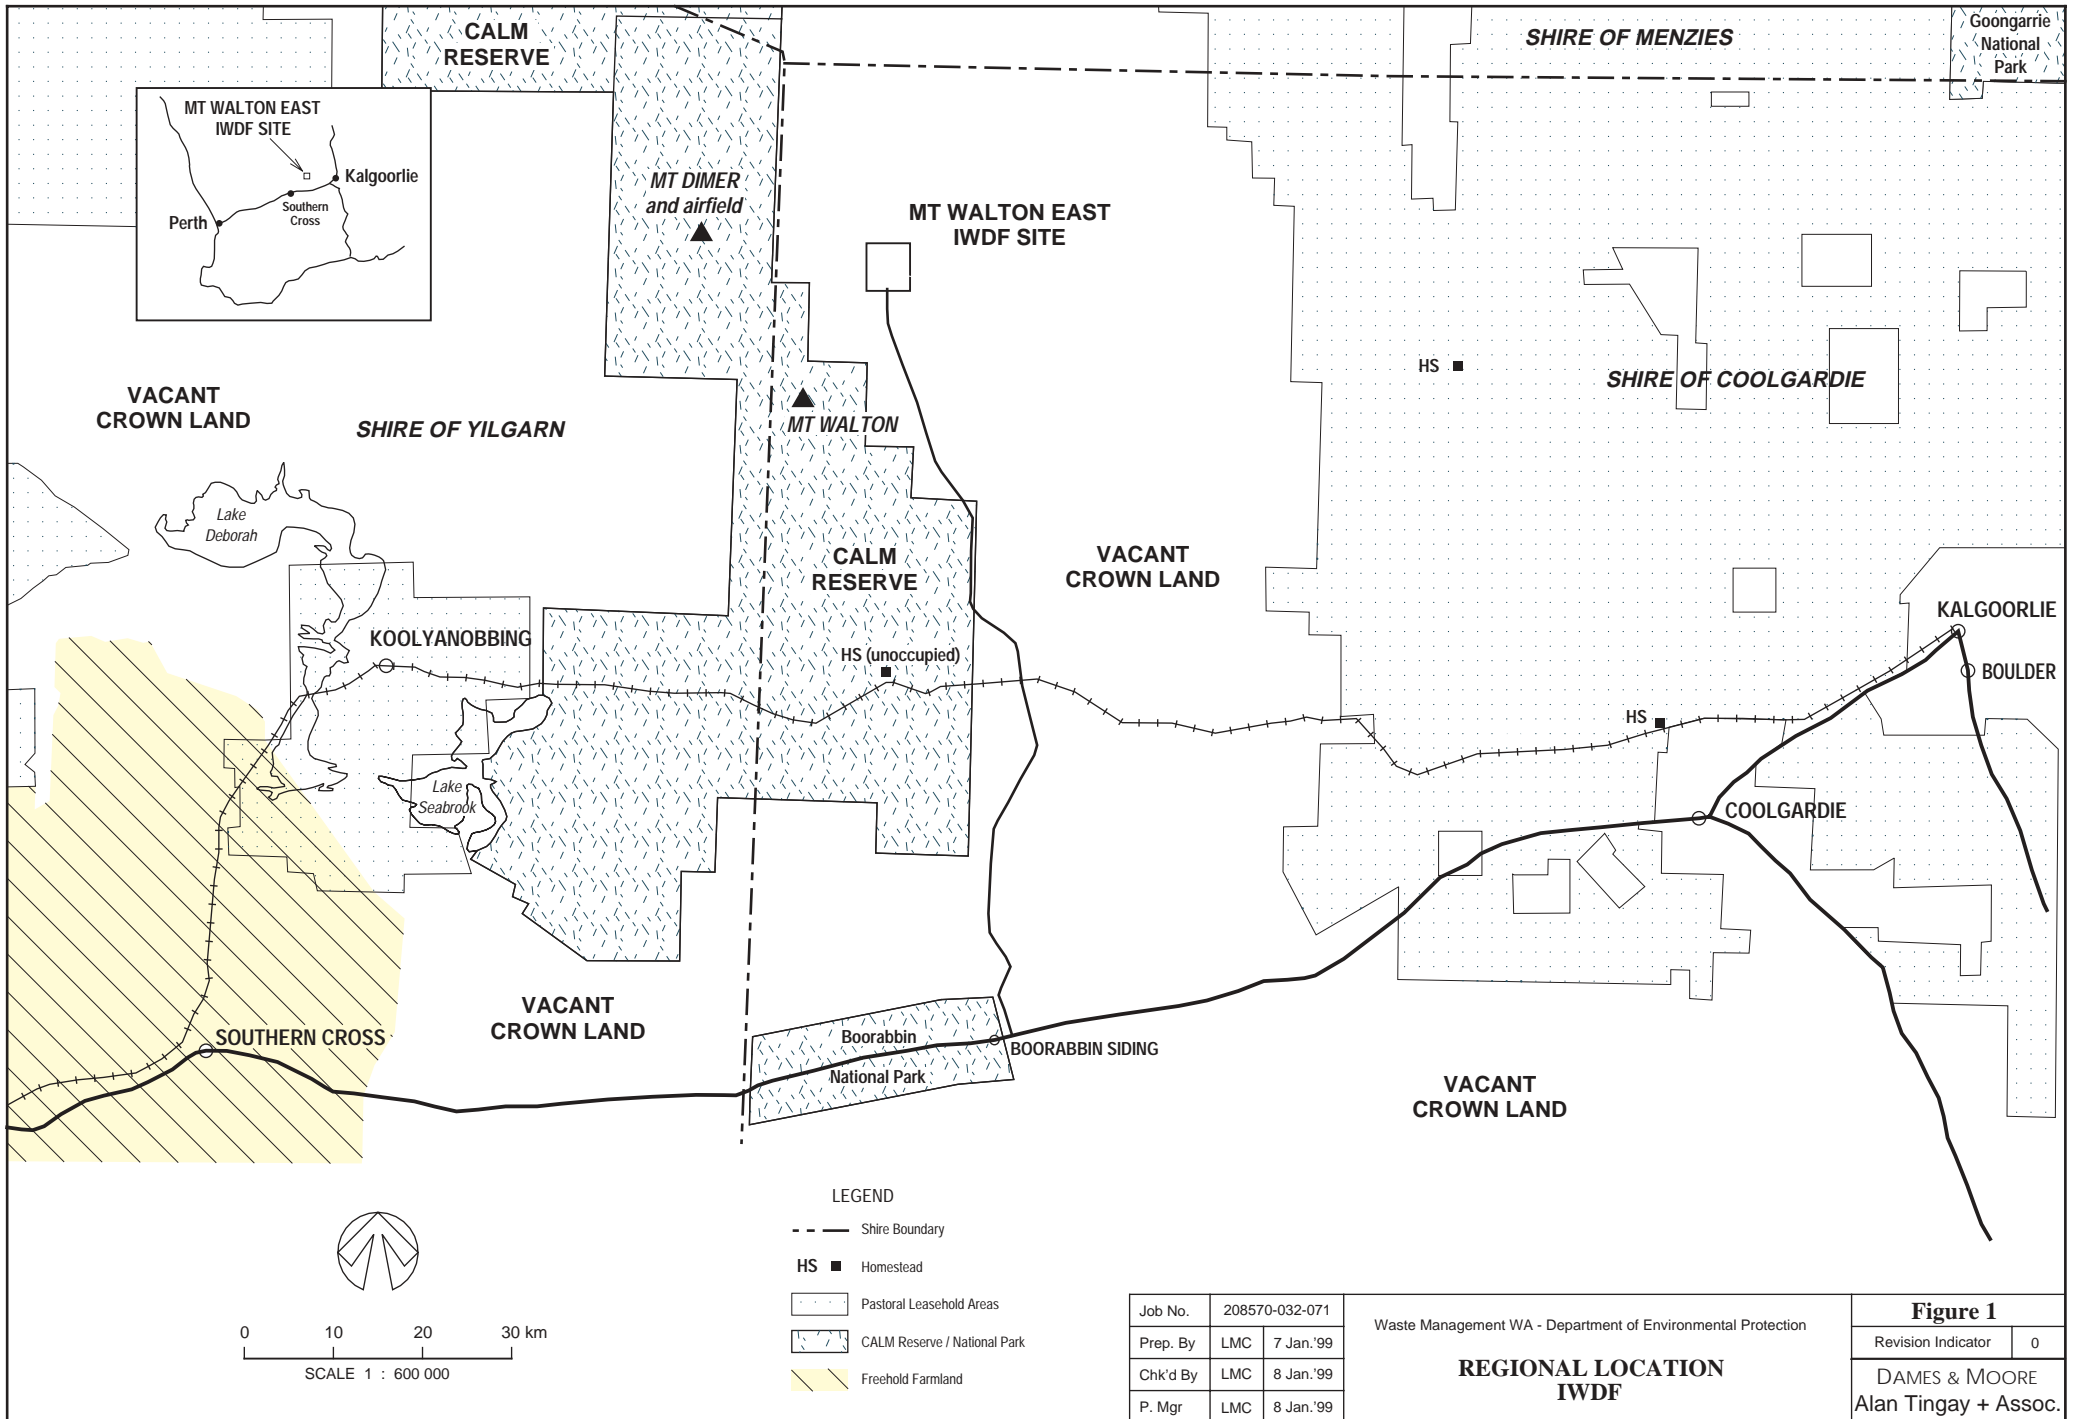 CALM
RESERVE
SHIRE OF MENZIES
Goongarrie
National
Park
MT WALTON EAST
IWDF SITE
Kalgoorlie
Southern
Cross
Perth
MT DIMER
and airfield
MT WALTON EAST
IWDF SITE
HS
SHIRE OF COOLGARDIE
VACANT
CROWN LAND
SHIRE OF YILGARN
MT WALTON
Lake
Deborah
CALM
RESERVE
VACANT
CROWN LAND
KALGOORLIE
KOOLYANOBBING
HS (unoccupied)
BOULDER
HS
Lake
Seabrook
COOLGARDIE
VACANT
CROWN LAND
SOUTHERN CROSS
Boorabbin
National Park
BOORABBIN SIDING
VACANT
CROWN LAND
LEGEND
Shire Boundary
HS Homestead
Pastoral Leasehold Areas
CALM Reserve / National Park
Freehold Farmland
0 10 20 30 km
SCALE 1 : 600 000
Job No. 208570-032-071
Prep. By LMC 7 Jan.'99
Chk'd By LMC 8 Jan.'99
P. Mgr LMC 8 Jan.'99
Waste Management WA - Department of Environmental Protection
REGIONAL LOCATION
IWDF
Figure 1
Revision Indicator 0
DAMES & MOORE
Alan Tingay + Assoc.